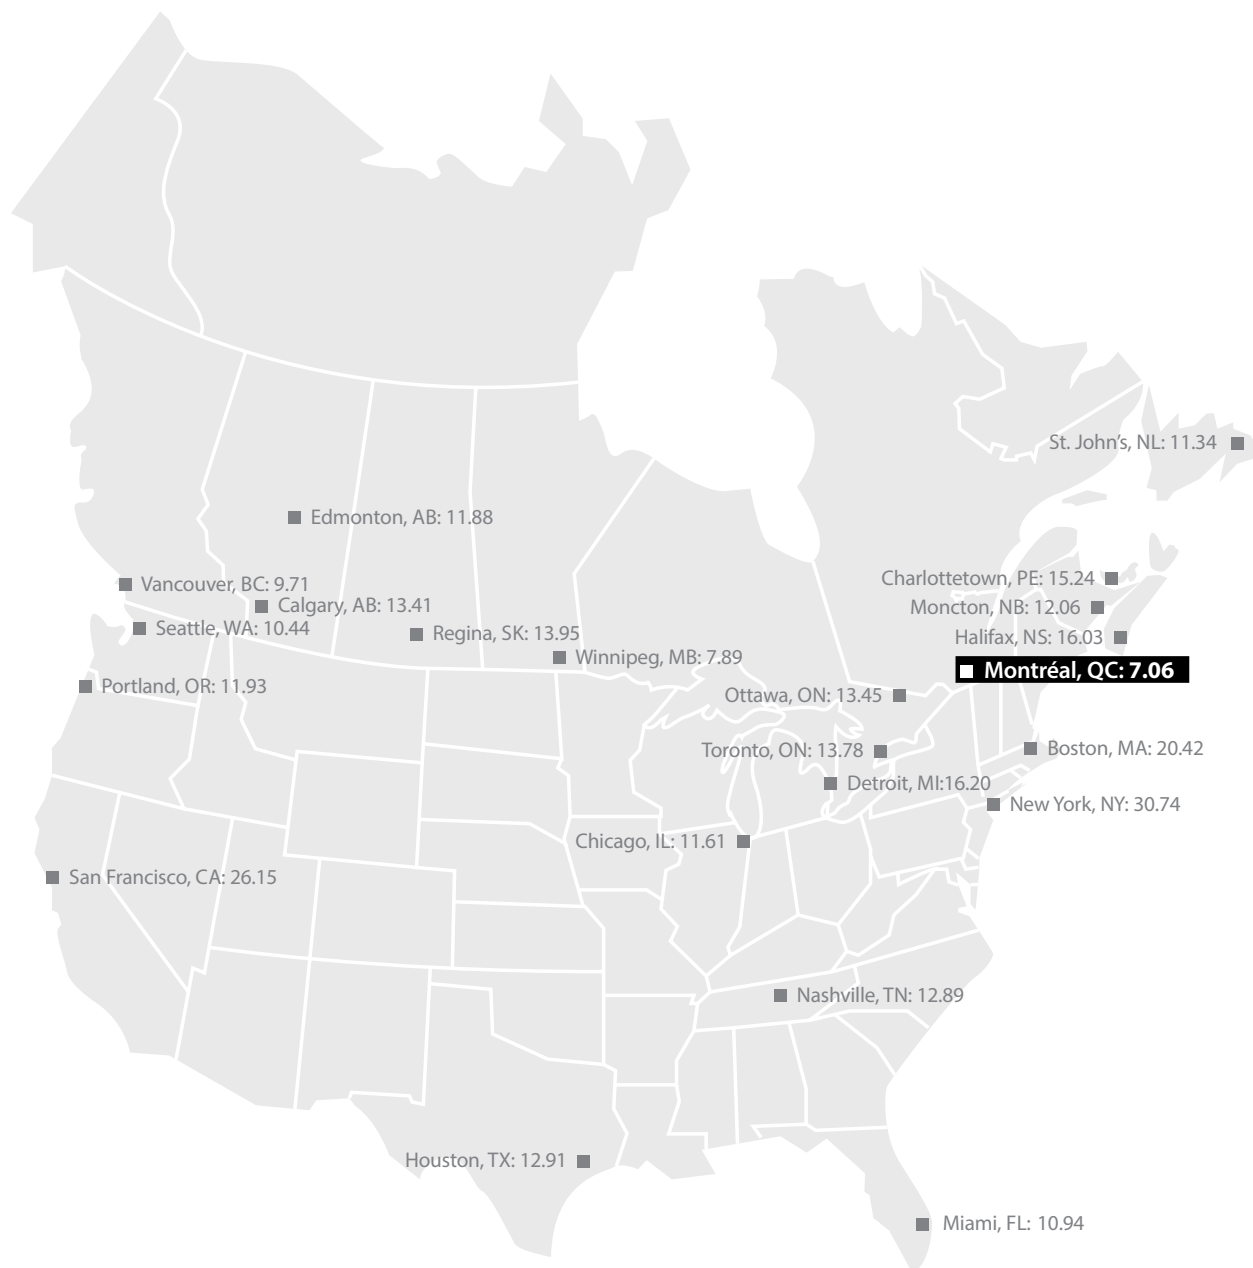 St. John’s, NL: 11.34
Edmonton, AB: 11.88
Charlottetown, PE: 15.24
Vancouver, BC: 9.71
Calgary, AB: 13.41
Moncton, NB: 12.06
Seattle, WA: 10.44
Regina, SK: 13.95
Halifax, NS: 16.03
Winnipeg, MB: 7.89
Montréal, QC: 7.06
Portland, OR: 11.93
Ottawa, ON: 13.45
Toronto, ON: 13.78
Boston, MA: 20.42
Detroit, MI:16.20
New York, NY: 30.74
Chicago, IL: 11.61
San Francisco, CA: 26.15
Nashville, TN: 12.89
Houston, TX: 12.91
Miami, FL: 10.94